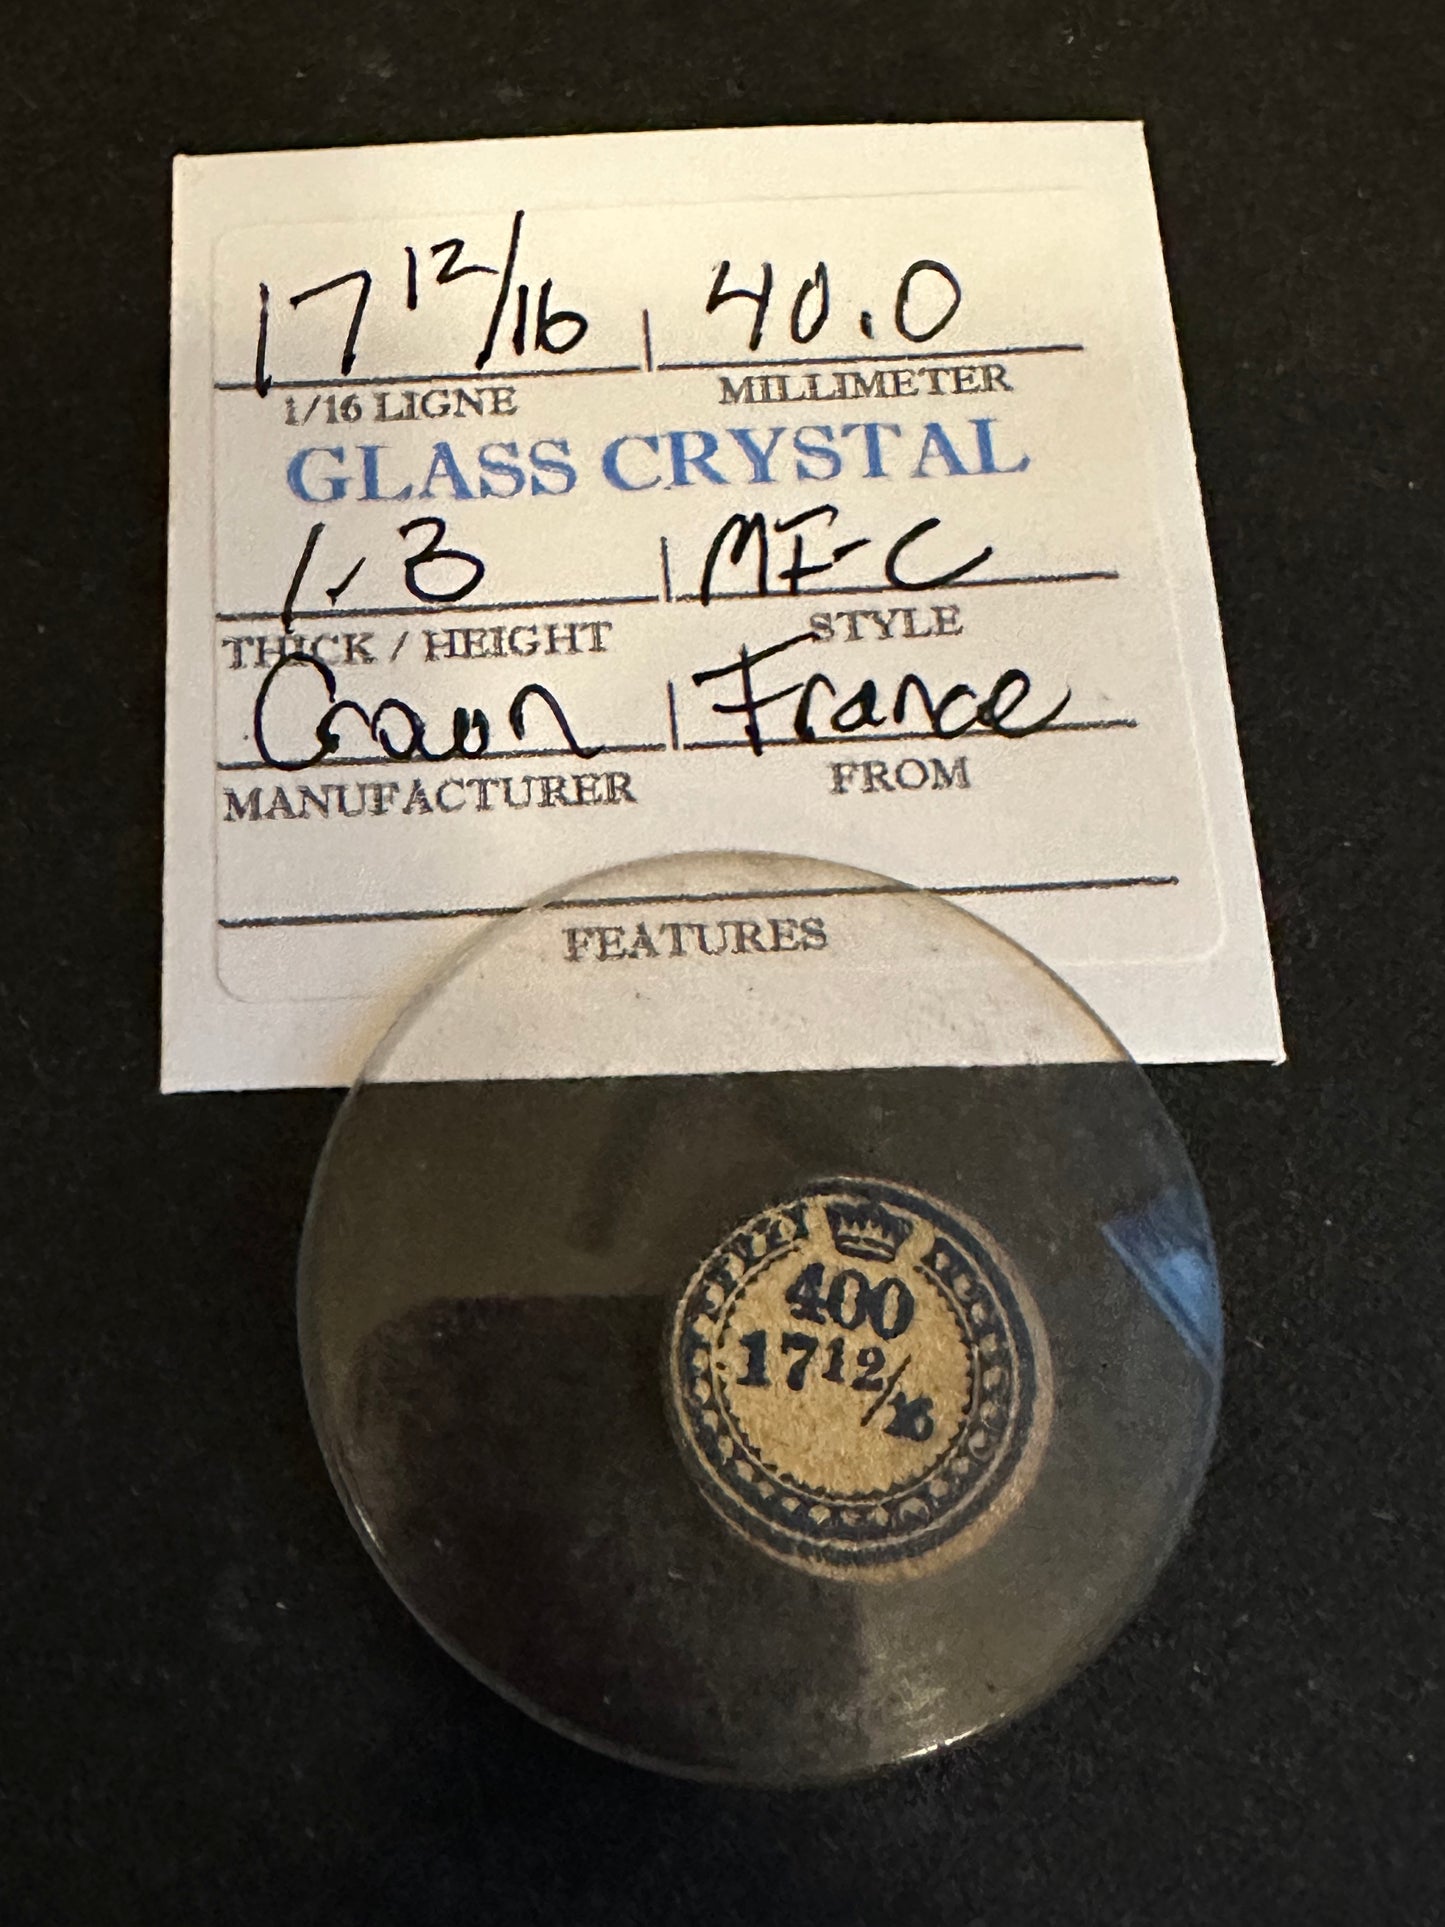 17 12/16 40.0
1/16 LIGNE MILLIMETER
GLASS CRYSTAL
1.3 MFC
THICK / HEIGHT STYLE
Crown France
MANUFACTURER FROM
FEATURES
400
17 12/16